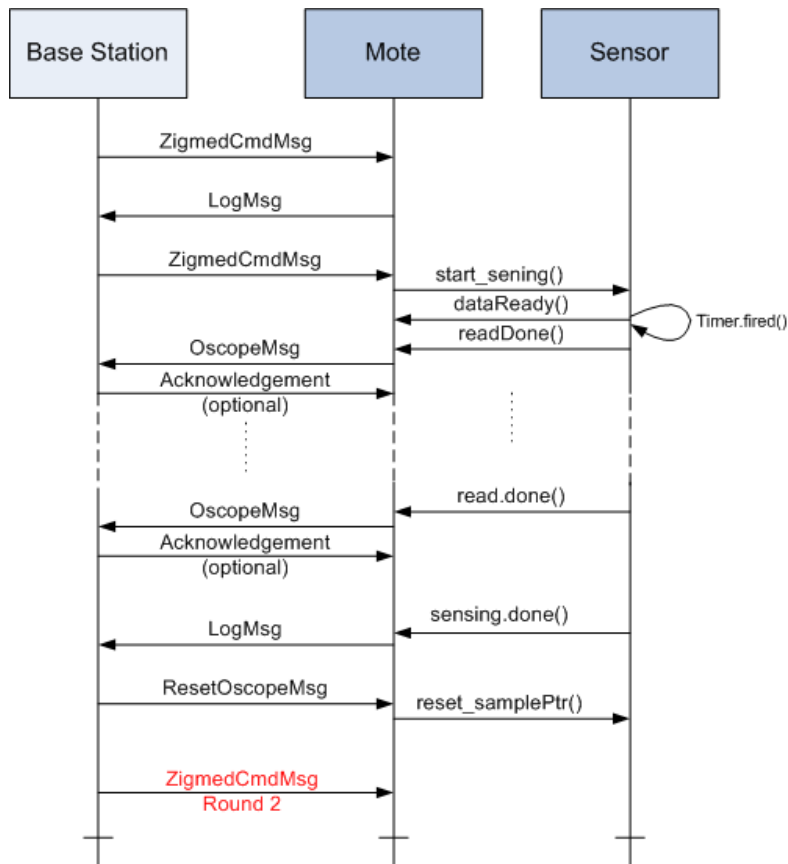 Base Station
Mote
Sensor
ZigmedCmdMsg
LogMsg
ZigmedCmdMsg
start_sening()
dataReady()
Timer.fired()
readDone()
OscopeMsg
Acknowledgement
(optional)
read.done()
OscopeMsg
Acknowledgement
(optional)
sensing.done()
LogMsg
ResetOscopeMsg
reset_samplePtr()
ZigmedCmdMsg
Round 2